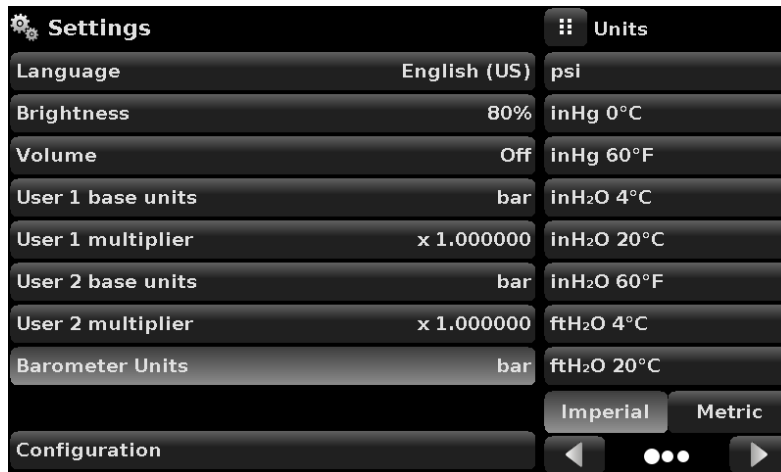 Settings
Language English (US)
Brightness 80%
Volume Off
User 1 base units bar
User 1 multiplier x 1.000000
User 2 base units bar
User 2 multiplier x 1.000000
Barometer Units bar
Configuration
Units
psi
inHg 0°C
inHg 60°F
inH₂O 4°C
inH₂O 20°C
inH₂O 60°F
ftH₂O 4°C
ftH₂O 20°C
Imperial Metric